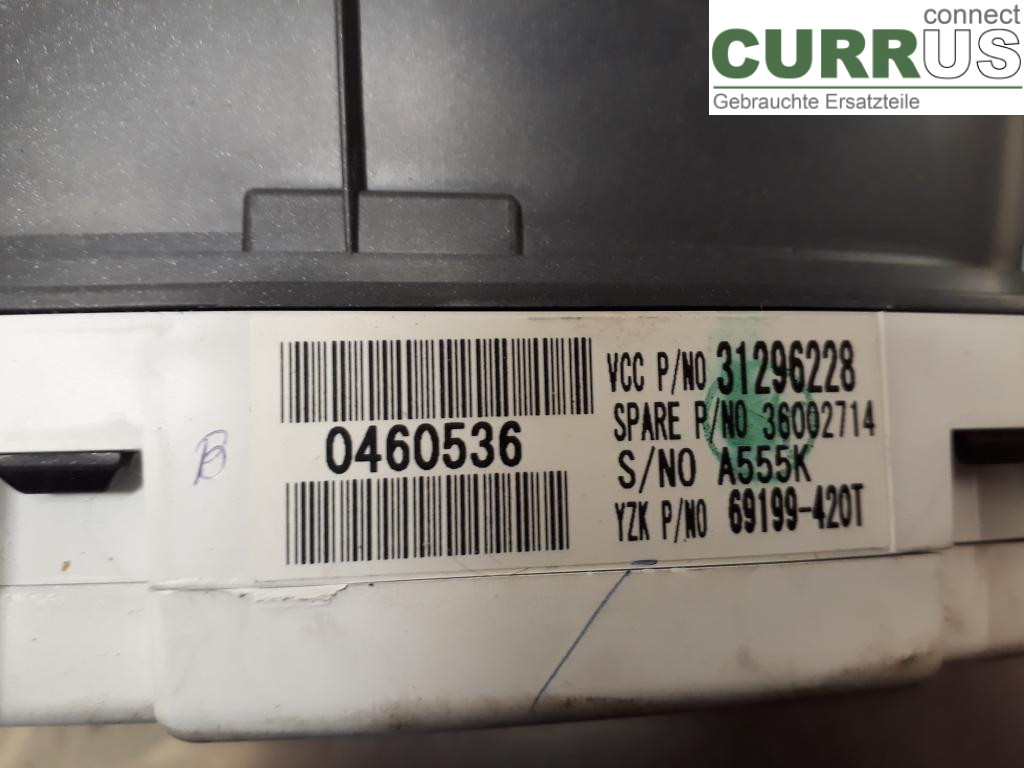 connect
CURRUS
Gebrauchte Ersatzteile
VCC P/NO 31296228
SPARE P/NO 36002714
0460536
S/NO A555K
YZK P/NO 69199-420T
B